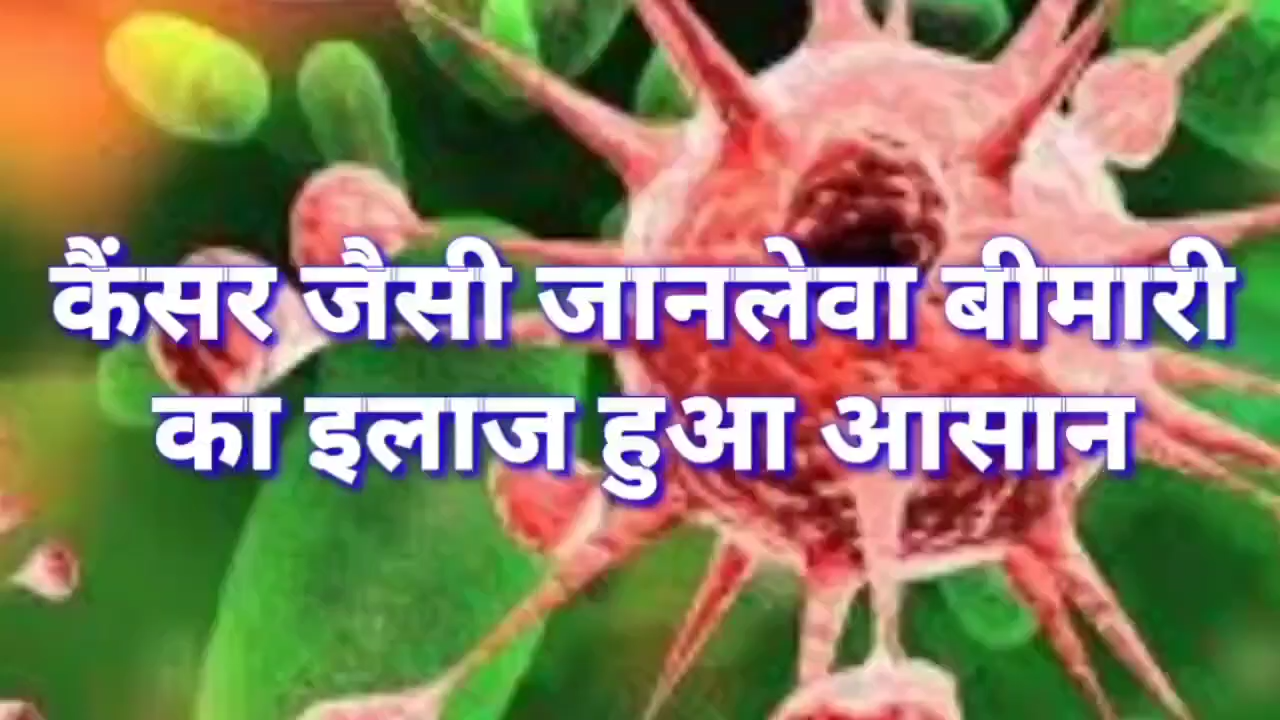 कैंसर जैसी जानलेवा बीमारी
का इलाज हुआ आसान